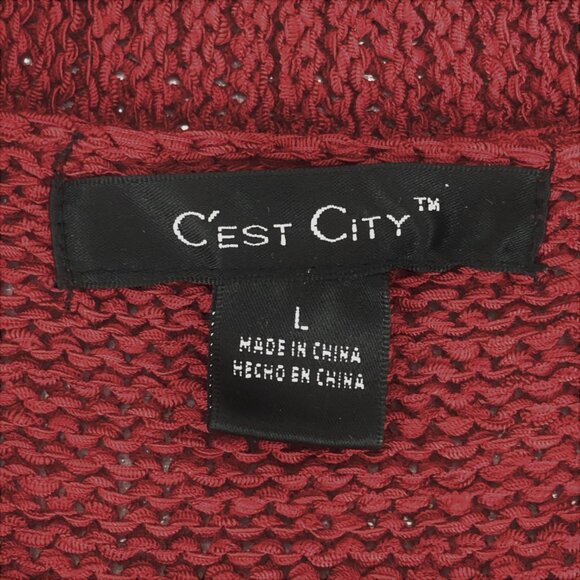 C'EST CiTY™
L
MADE IN CHINA
HECHO EN CHINA